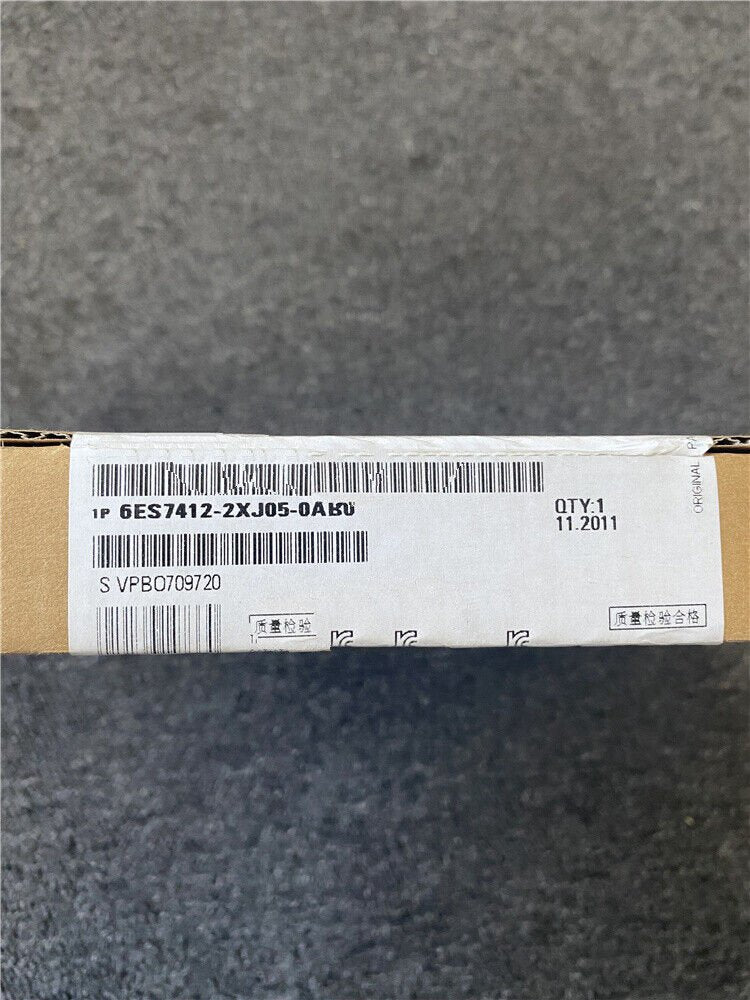 1P 6ES7412-2XJ05-0AB0
QTY:1
11.2011
S VPBO709720
质量检验
质量检验合格
ORIGINAL